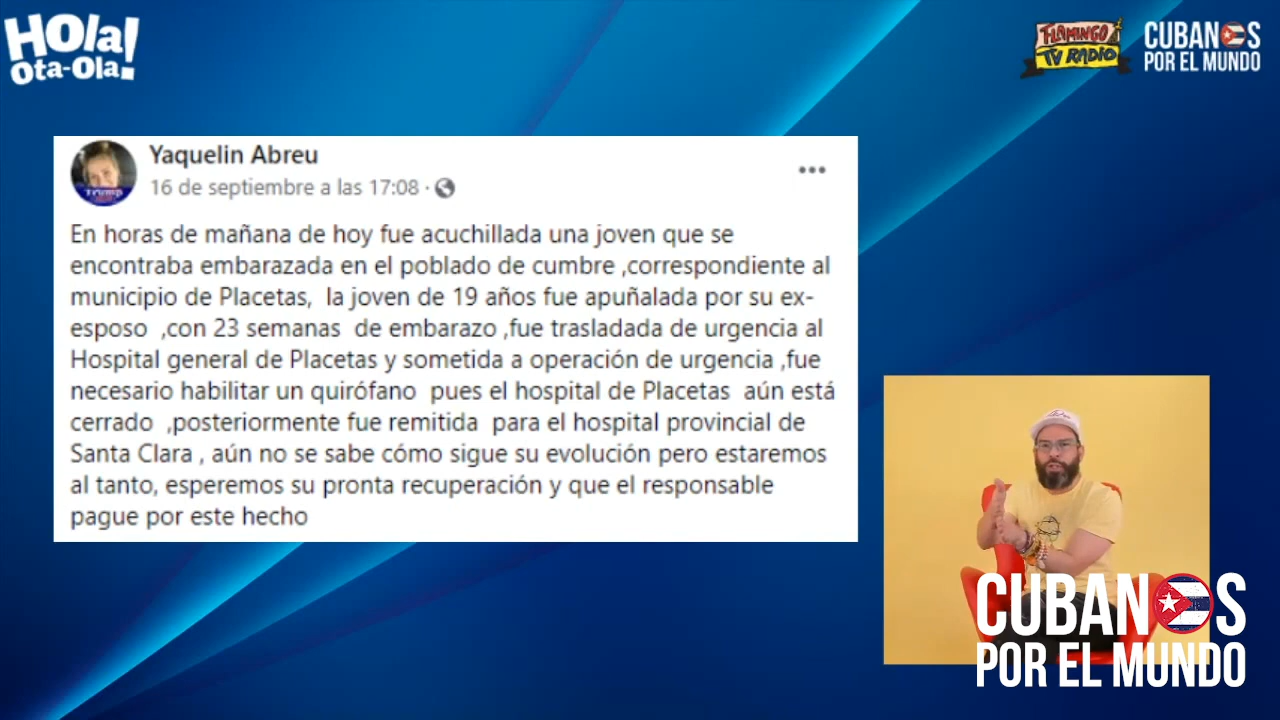 HOla!
Ota-Ola!
FLAMINGO
TV RADIO
CUBANOS
POR EL MUNDO
Yaquelin Abreu
16 de septiembre a las 17:08 ·
Trump
En horas de mañana de hoy fue acuchillada una joven que se
encontraba embarazada en el poblado de cumbre ,correspondiente al
municipio de Placetas,  la joven de 19 años fue apuñalada por su ex-
esposo  ,con 23 semanas  de embarazo ,fue trasladada de urgencia al
Hospital general de Placetas y sometida a operación de urgencia ,fue
necesario habilitar un quirófano  pues el hospital de Placetas  aún está
cerrado  ,posteriormente fue remitida  para el hospital provincial de
Santa Clara , aún no se sabe cómo sigue su evolución pero estaremos
al tanto, esperemos su pronta recuperación y que el responsable
pague por este hecho
CUBANOS
POR EL MUNDO